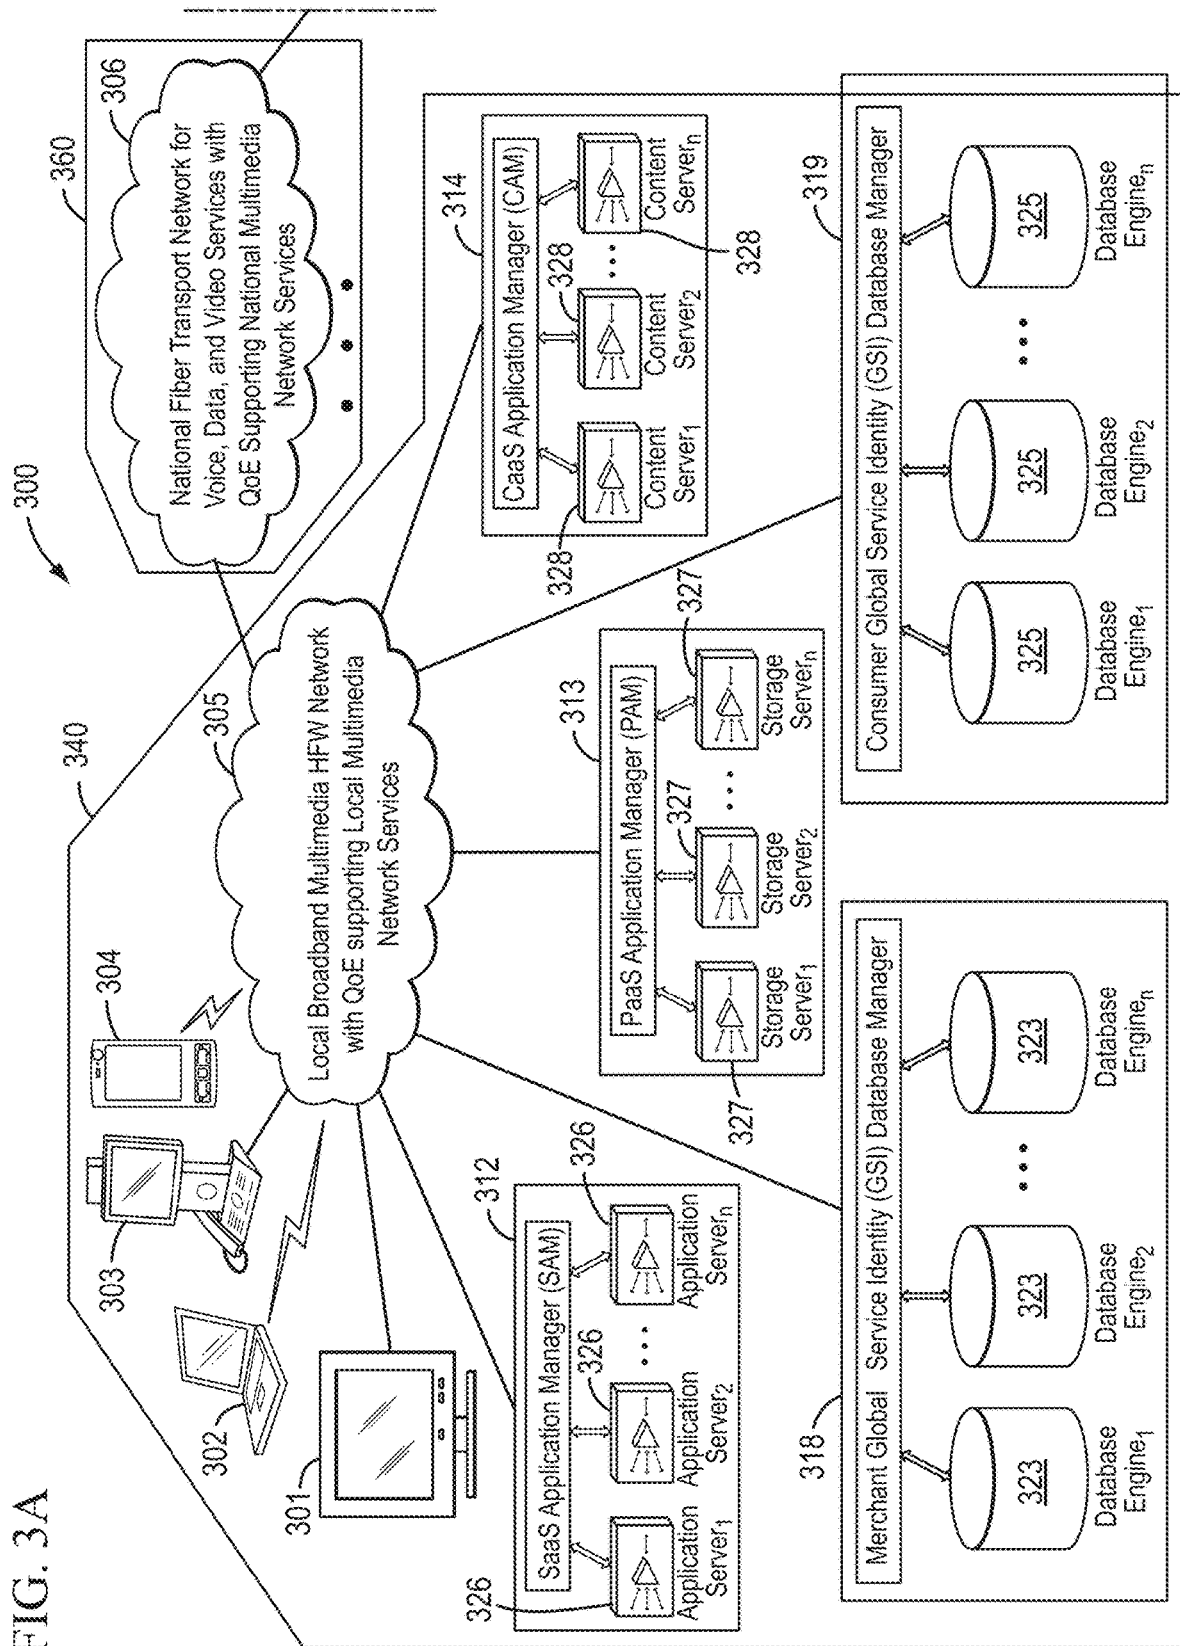 FIG. 3A
300
340
360
306
National Fiber Transport Network for
Voice, Data, and Video Services with
QoE Supporting National Multimedia
Network Services
• • •
305
Local Broadband Multimedia HFW Network
with QoE supporting Local Multimedia
Network Services
301
302
303
304
312
SaaS Application Manager (SAM)
326
326
326
• • •
Application
Server1
Application
Server2
Application
Servern
313
PaaS Application Manager (PAM)
327
327
327
• • •
Storage
Server1
Storage
Server2
Storage
Servern
314
CaaS Application Manager (CAM)
328
328
328
• • •
Content
Server1
Content
Server2
Content
Servern
318
Merchant Global Service Identity (GSI) Database Manager
323
323
• • •
323
Database
Engine1
Database
Engine2
Database
Enginen
319
Consumer Global Service Identity (GSI) Database Manager
325
325
• • •
325
Database
Engine1
Database
Engine2
Database
Enginen